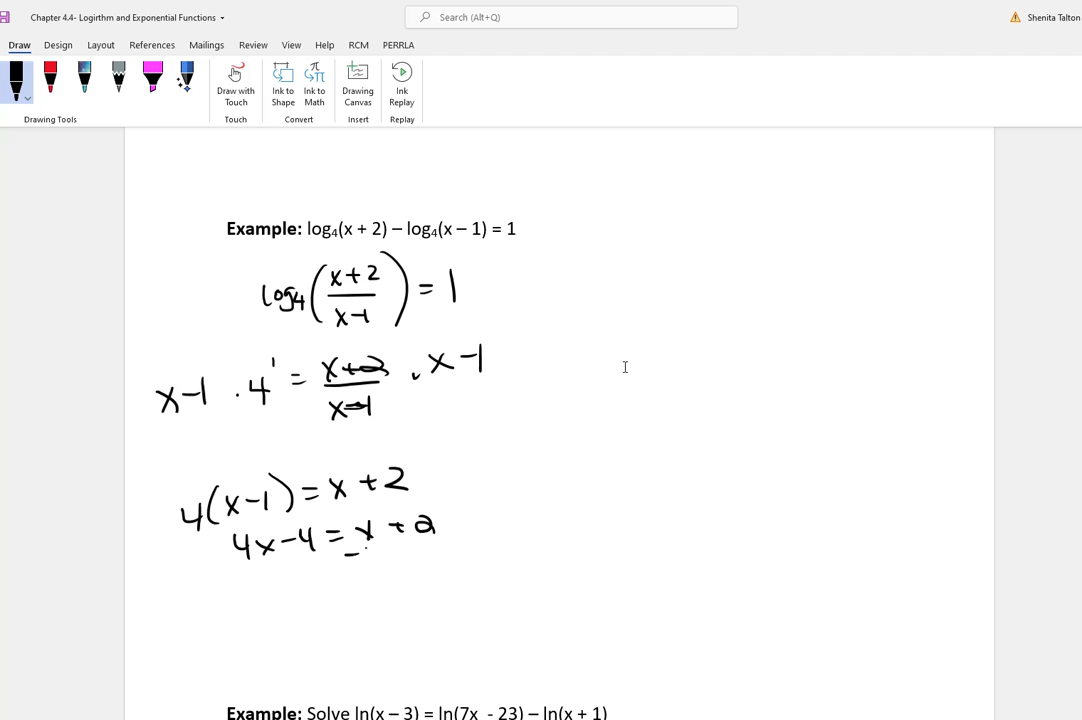 Chapter 4.4- Logirthm and Exponential Functions
Search (Alt+Q)
Shenita Talton
Draw Design Layout References Mailings Review View Help RCM PERRLA
Draw with Touch
Ink to Shape
Ink to Math
Drawing Canvas
Ink Replay
Drawing Tools Touch Convert Insert Replay
Example: log₄(x + 2) – log₄(x – 1) = 1
log₄(x+2/x-1) = 1
x-1 · 4¹ = x+2/x-1 · x-1
4(x-1) = x+2
4x-4 = x+2
-
Example: Solve ln(x – 3) = ln(7x - 23) – ln(x + 1)